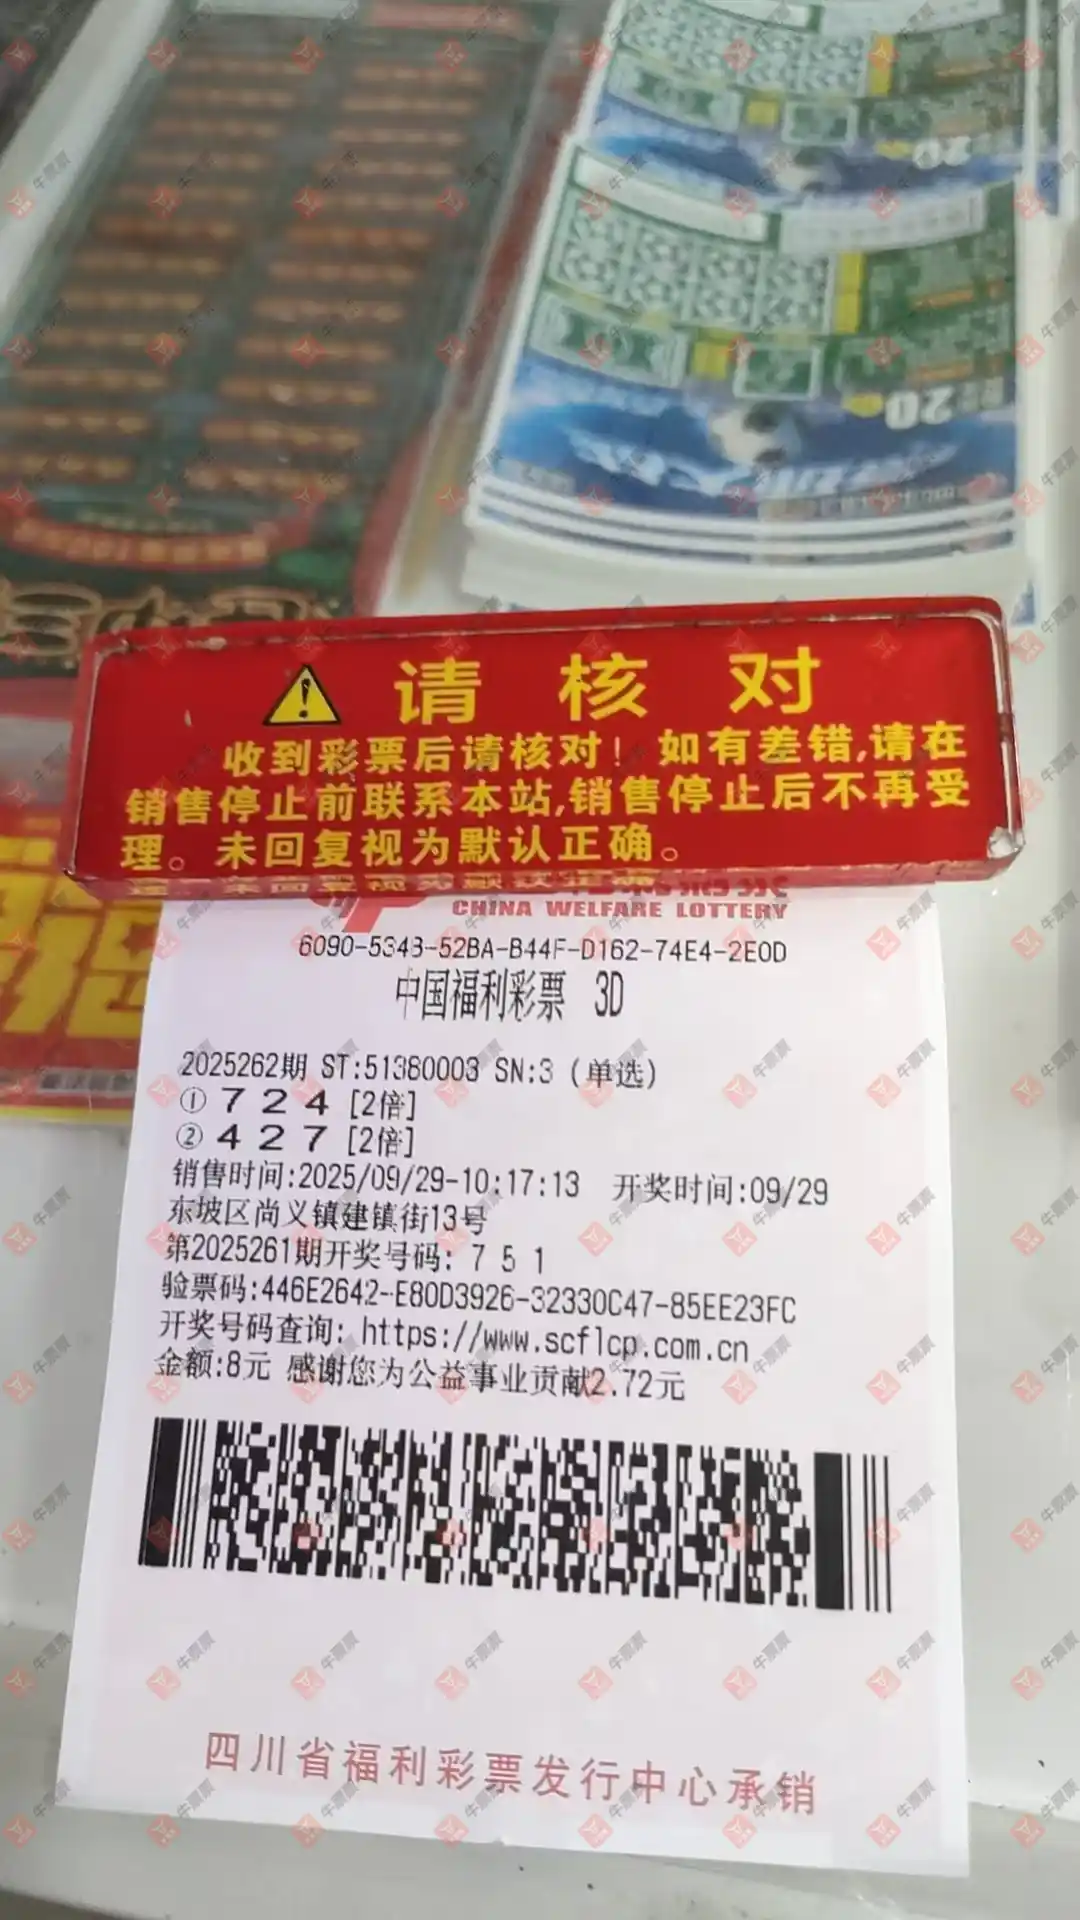 请核对
收到彩票后请核对！如有差错,请在
销售停止前联系本站,销售停止后不再受
理。未回复视为默认正确。
CHINA WELFARE LOTTERY
6090-5343-52BA-B44F-D162-74E4-2E0D
中国福利彩票 3D
2025262期 ST:51380003 SN:3 (单选)
① 7 2 4 [2倍]
② 4 2 7 [2倍]
销售时间:2025/09/29-10:17:13 开奖时间:09/29
东坡区尚义镇建镇街13号
第2025261期开奖号码: 7 5 1
验票码:446E2642-E80D3926-32330C47-85EE23FC
开奖号码查询: https://www.scflcp.com.cn
金额:8元 感谢您为公益事业贡献2.72元
四川省福利彩票发行中心承销
牛票票